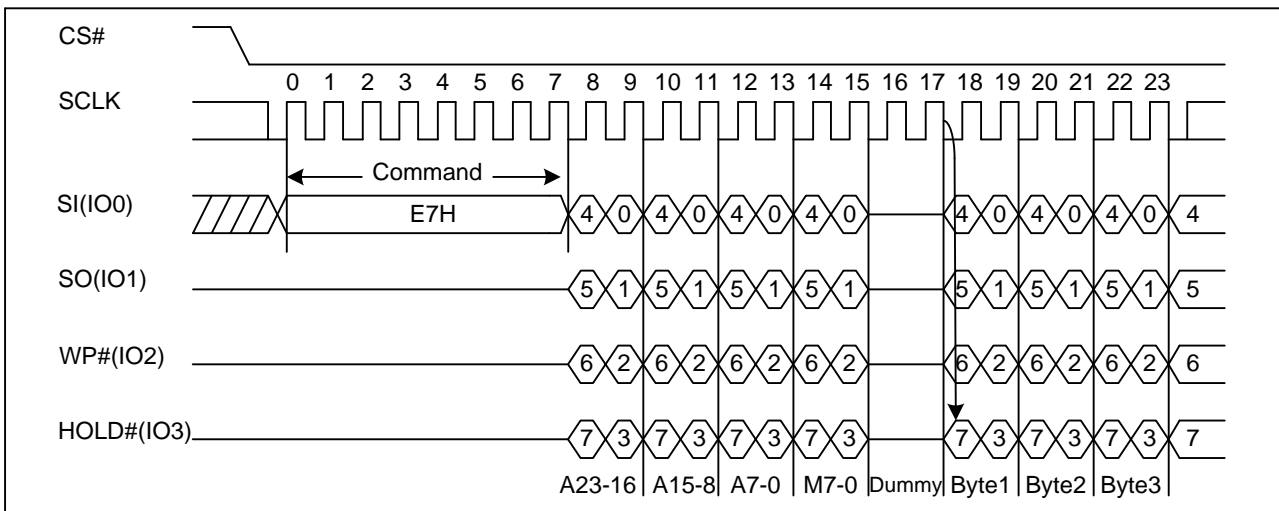 CS#
0 1 2 3 4 5 6 7 8 9 10 11 12 13 14 15 16 17 18 19 20 21 22 23
SCLK
Command
SI(IO0) E7H 4 0 4 0 4 0 4 0 4 0 4 0 4 0 4
SO(IO1) 5 1 5 1 5 1 5 1 5 1 5 1 5 1 5
WP#(IO2) 6 2 6 2 6 2 6 2 6 2 6 2 6 2 6
HOLD#(IO3) 7 3 7 3 7 3 7 3 7 3 7 3 7 3 7
A23-16 A15-8 A7-0 M7-0 Dummy Byte1 Byte2 Byte3